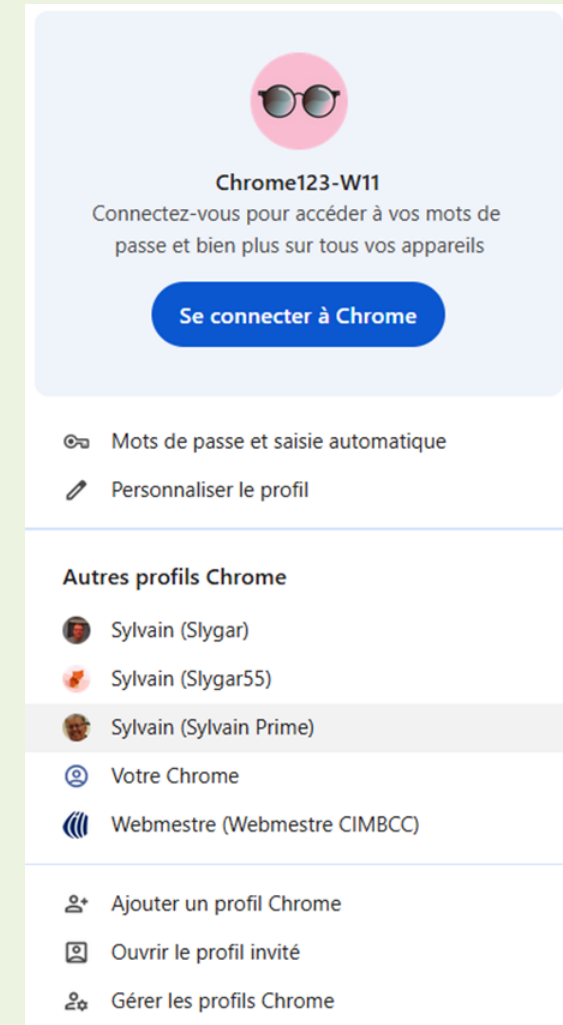 Chrome123-W11
Connectez-vous pour accéder à vos mots de
passe et bien plus sur tous vos appareils
Se connecter à Chrome
Mots de passe et saisie automatique
Personnaliser le profil
Autres profils Chrome
Sylvain (Slygar)
Sylvain (Slygar55)
Sylvain (Sylvain Prime)
Votre Chrome
Webmestre (Webmestre CIMBCC)
Ajouter un profil Chrome
Ouvrir le profil invité
Gérer les profils Chrome